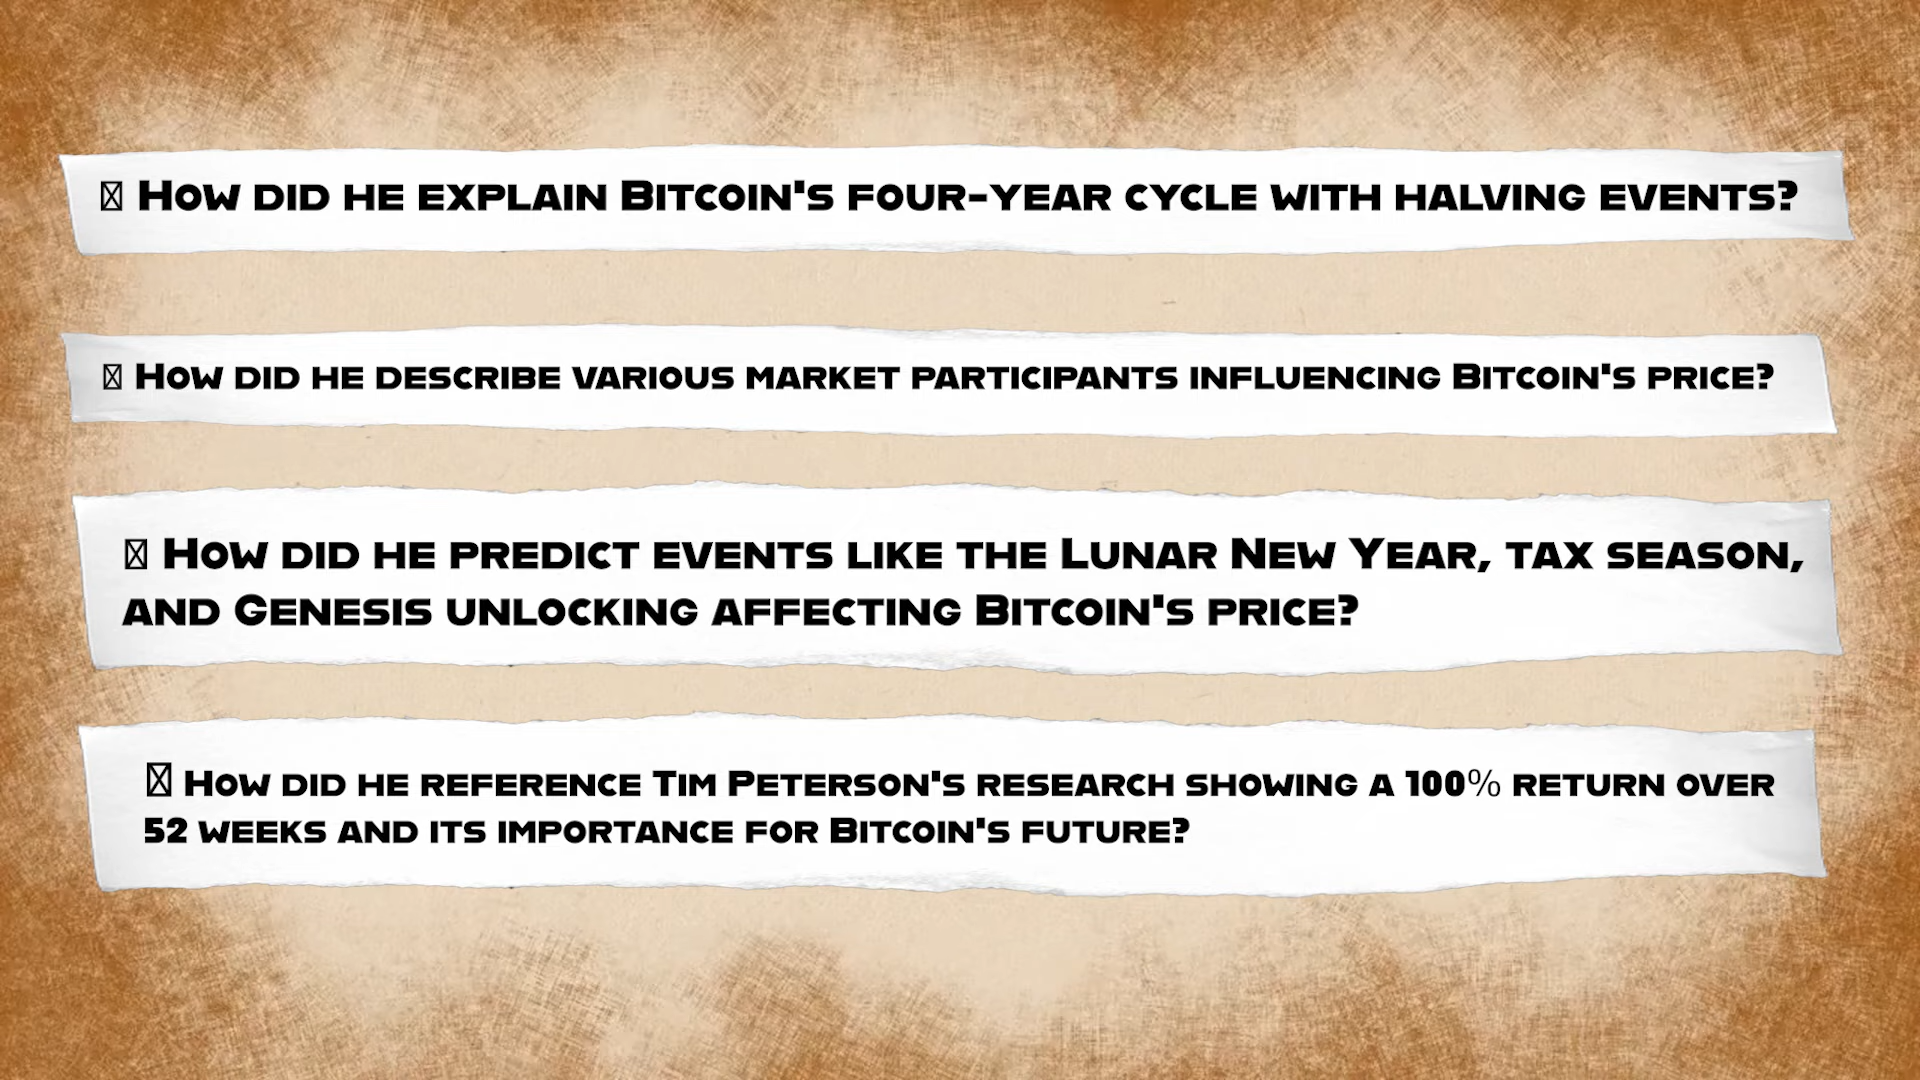 How did he explain Bitcoin's four-year cycle with halving events?
How did he describe various market participants influencing Bitcoin's price?
How did he predict events like the Lunar New Year, tax season,
and Genesis unlocking affecting Bitcoin's price?
How did he reference Tim Peterson's research showing a 100% return over
52 weeks and its importance for Bitcoin's future?